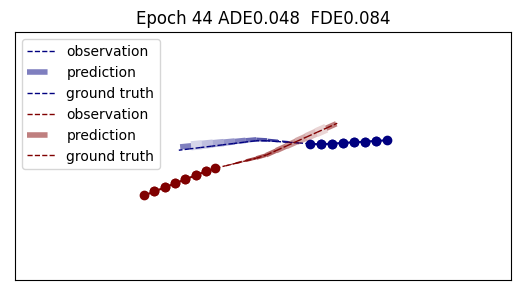 Epoch 44 ADE0.048  FDE0.084
observation
prediction
ground truth
observation
prediction
ground truth